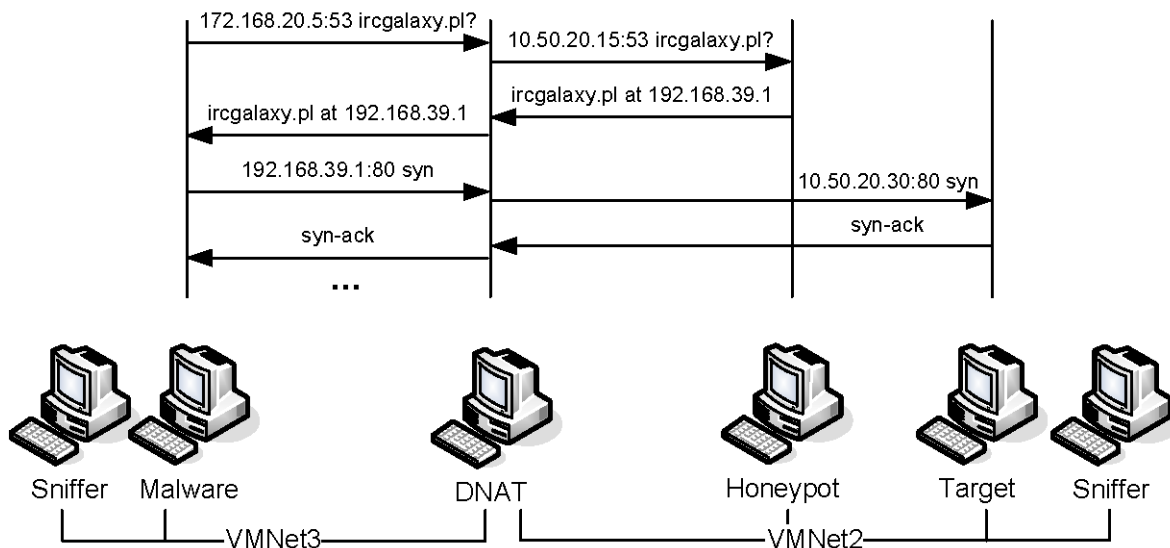 172.168.20.5:53 ircgalaxy.pl?
10.50.20.15:53 ircgalaxy.pl?
ircgalaxy.pl at 192.168.39.1
ircgalaxy.pl at 192.168.39.1
192.168.39.1:80 syn
10.50.20.30:80 syn
syn-ack
syn-ack
...
Sniffer Malware DNAT Honeypot Target Sniffer
VMNet3 VMNet2